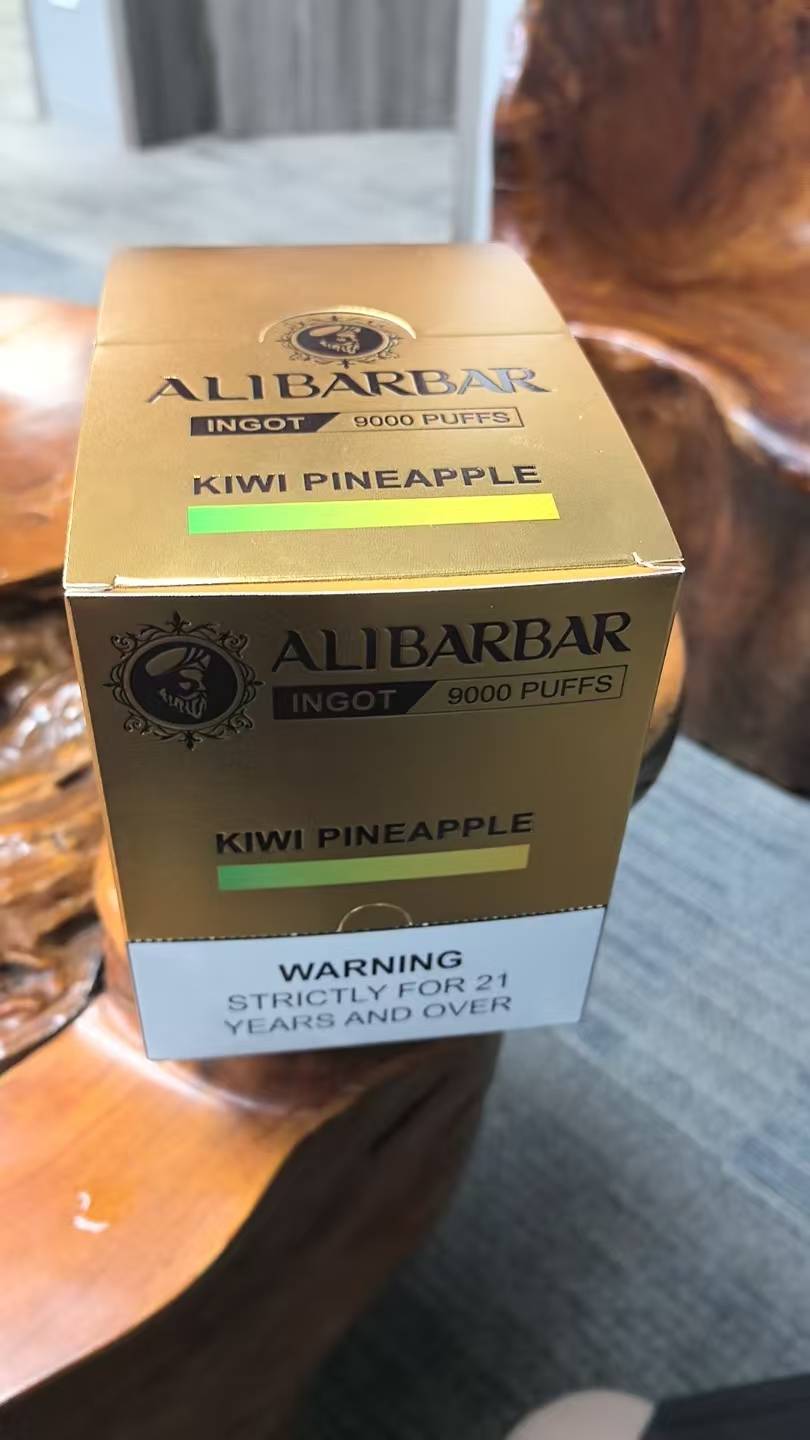 ALIBARBAR
INGOT 9000 PUFFS
KIWI PINEAPPLE
ALIBARBAR
INGOT 9000 PUFFS
KIWI PINEAPPLE
WARNING
STRICTLY FOR 21
YEARS AND OVER